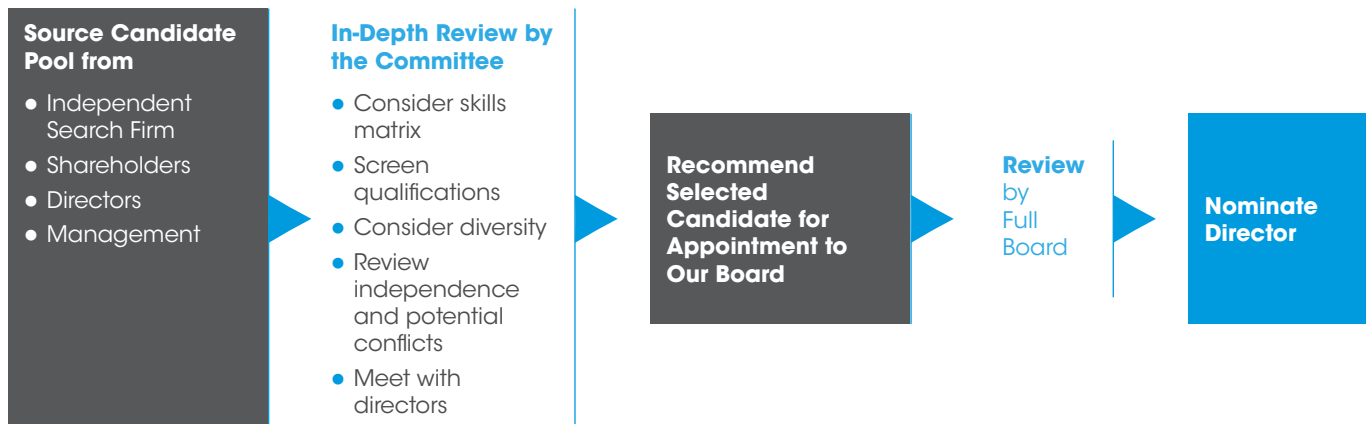 Source Candidate
Pool from
● Independent
Search Firm
● Shareholders
● Directors
● Management
In-Depth Review by
the Committee
● Consider skills
matrix
● Screen
qualifications
● Consider diversity
● Review
independence
and potential
conflicts
● Meet with
directors
Recommend
Selected
Candidate for
Appointment to
Our Board
Review
by
Full
Board
Nominate
Director